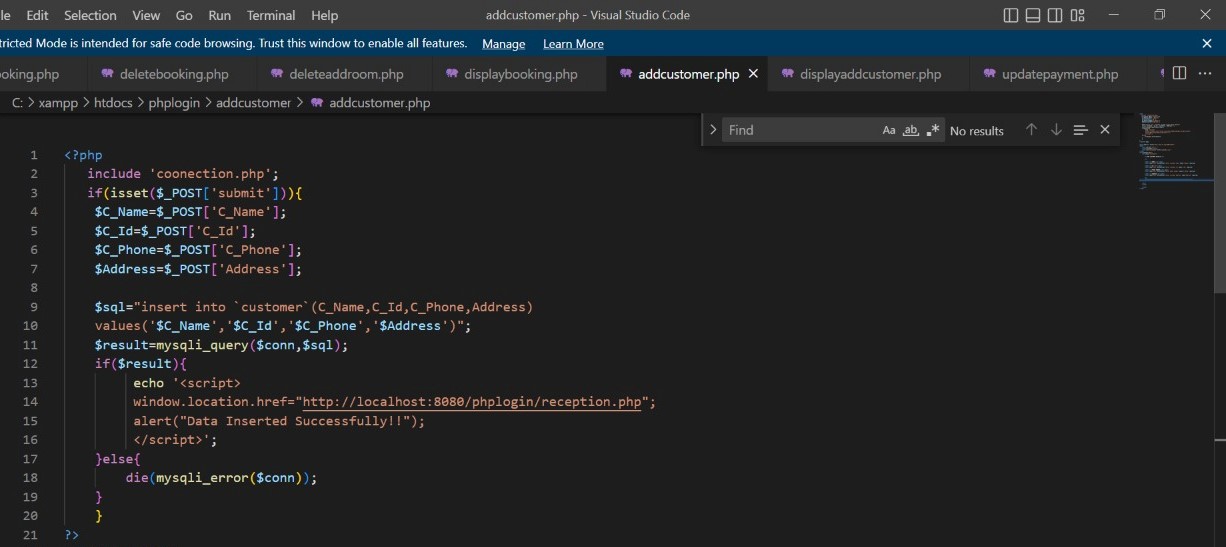 le Edit Selection View Go Run Terminal Help addcustomer.php - Visual Studio Code
tricted Mode is intended for safe code browsing. Trust this window to enable all features. Manage Learn More
oking.php deletebooking.php deleteaddroom.php displaybooking.php addcustomer.php displayaddcustomer.php updatepayment.php
C: > xampp > htdocs > phplogin > addcustomer > addcustomer.php
> Find Aa ab .* No results
1 <?php
2 include 'coonection.php';
3 if(isset($_POST['submit'])){
4 $C_Name=$_POST['C_Name'];
5 $C_Id=$_POST['C_Id'];
6 $C_Phone=$_POST['C_Phone'];
7 $Address=$_POST['Address'];
8
9 $sql="insert into `customer`(C_Name,C_Id,C_Phone,Address)
10 values('$C_Name','$C_Id','$C_Phone','$Address')";
11 $result=mysqli_query($conn,$sql);
12 if($result){
13 echo '<script>
14 window.location.href="http://localhost:8080/phplogin/reception.php";
15 alert("Data Inserted Successfully!!");
16 </script>';
17 }else{
18 die(mysqli_error($conn));
19 }
20 }
21 ?>